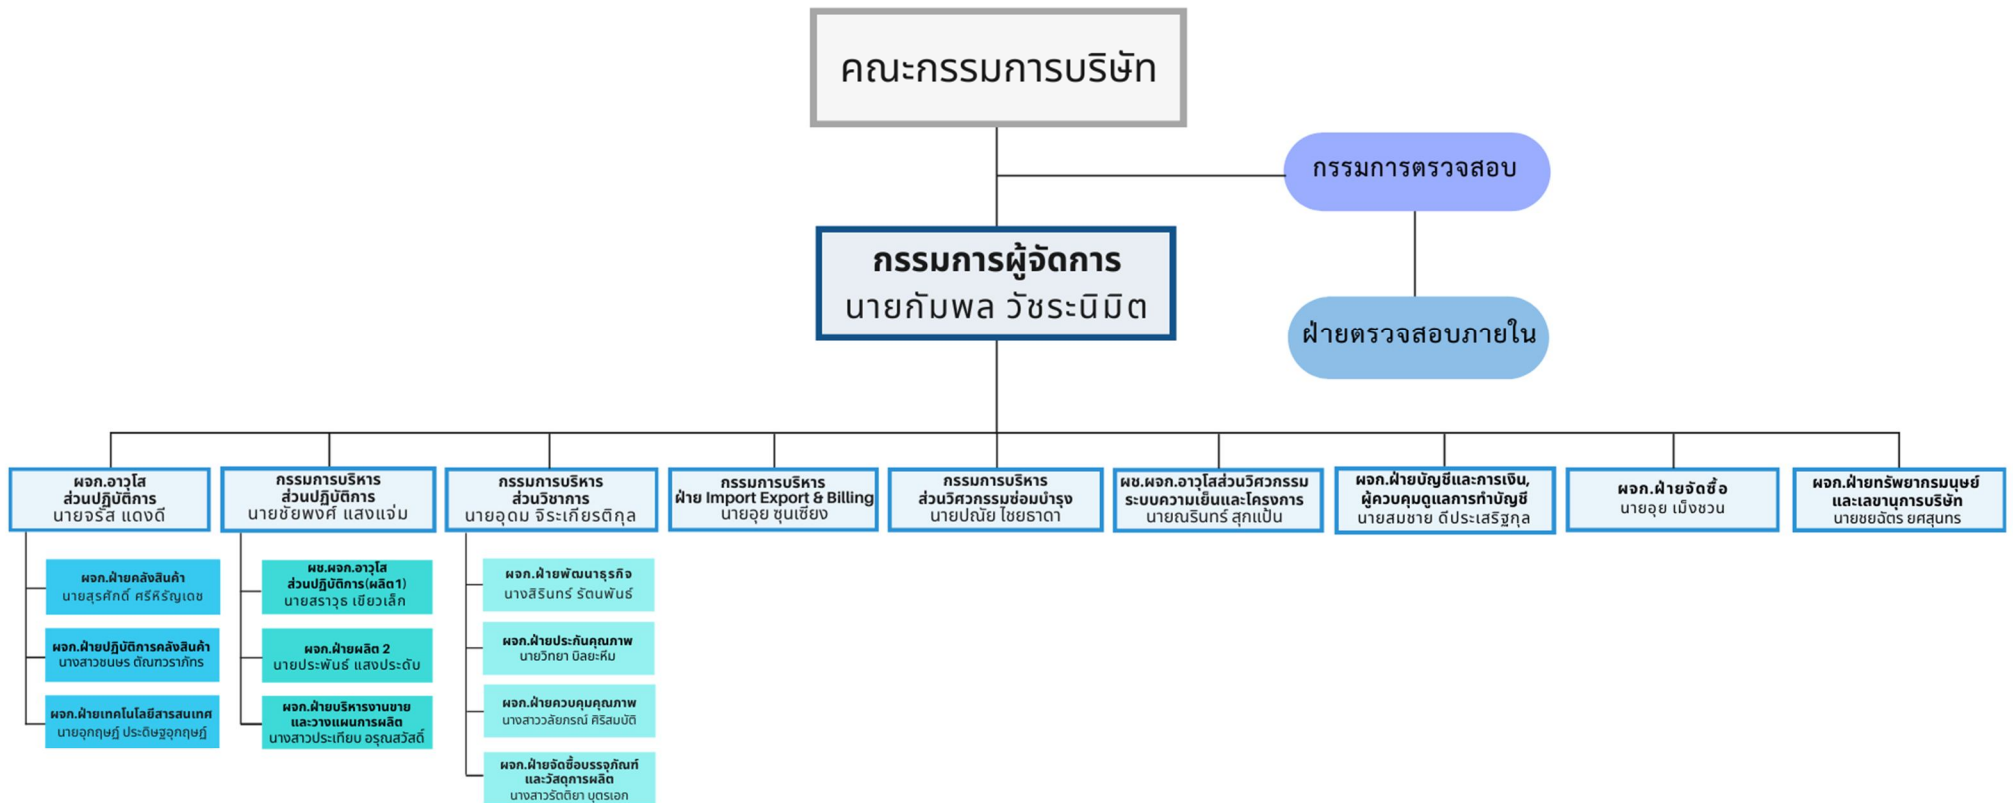 คณะกรรมการบริษัท
กรรมการตรวจสอบ
กรรมการผู้จัดการ
นายกัมพล วัชระนิมิต
ฝ่ายตรวจสอบภายใน
ผจก.อาวุโส
ส่วนปฏิบัติการ
นายจรัส แดงดี
กรรมการบริหาร
ส่วนปฏิบัติการ
นายชัยพงศ์ แสงแจ่ม
กรรมการบริหาร
ส่วนวิชาการ
นายอุดม จิระเกียรติกุล
กรรมการบริหาร
ฝ่าย Import Export & Billing
นายอุย ซุนเซียง
กรรมการบริหาร
ส่วนวิศวกรรมซ่อมบำรุง
นายปณัย ไชยธาดา
ผช.ผจก.อาวุโสส่วนวิศวกรรม
ระบบความเย็นและโครงการ
นายณรินทร์ สุกแป้น
ผจก.ฝ่ายบัญชีและการเงิน,
ผู้ควบคุมดูแลการทำบัญชี
นายสมชาย ดีประเสริฐกุล
ผจก.ฝ่ายจัดซื้อ
นายอุย เม็งชวน
ผจก.ฝ่ายทรัพยากรมนุษย์
และเลขานุการบริษัท
นายชยฉัตร ยศสุนทร
ผจก.ฝ่ายคลังสินค้า
นายสุรศักดิ์ ศรีหิรัญเดช
ผจก.ฝ่ายปฏิบัติการคลังสินค้า
นางสาวชนษร ตัณฑวราภัทร
ผจก.ฝ่ายเทคโนโลยีสารสนเทศ
นายอุกฤษฎ์ ประดิษฐอุกฤษฎ์
ผช.ผจก.อาวุโส
ส่วนปฏิบัติการ(ผลิต1)
นายสราวุธ เขียวเล็ก
ผจก.ฝ่ายผลิต 2
นายประพันธ์ แสงประดับ
ผจก.ฝ่ายบริหารงานขาย
และวางแผนการผลิต
นางสาวประเทียบ อรุณสวัสดิ์
ผจก.ฝ่ายพัฒนาธุรกิจ
นางสิรินทร์ รัตนพันธ์
ผจก.ฝ่ายประกันคุณภาพ
นายวิทยา บิลยะหีม
ผจก.ฝ่ายควบคุมคุณภาพ
นางสาววลัยภรณ์ ศิริสมบัติ
ผจก.ฝ่ายจัดซื้อบรรจุภัณฑ์
และวัสดุการผลิต
นางสาวรัตติยา บุตรเอก